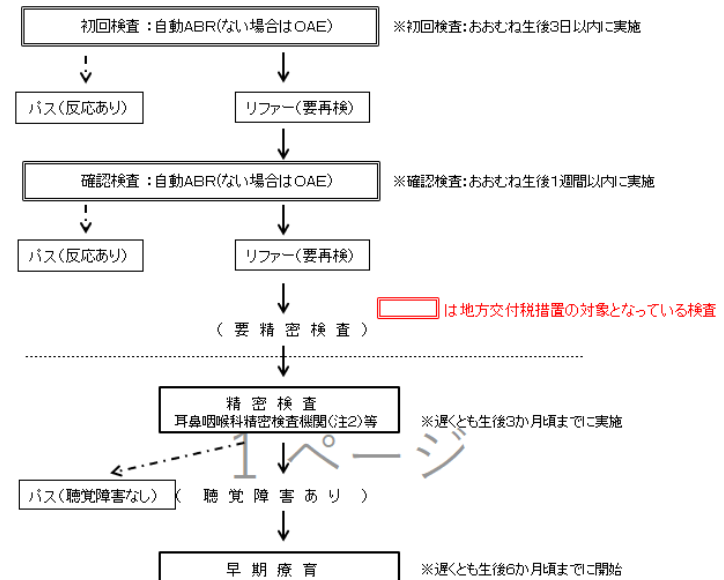 初回検査：自動ABR(ない場合はOAE) ※初回検査：おおむね生後3日以内に実施
パス(反応あり) リファー(要再検)
確認検査：自動ABR(ない場合はOAE) ※確認検査：おおむね生後1週間以内に実施
パス(反応あり) リファー(要再検)
は地方交付税措置の対象となっている検査
(要精密検査)
精密検査
耳鼻咽喉科精密検査機関(注2)等 ※遅くとも生後3か月頃までに実施
1ページ
パス(聴覚障害なし) (聴覚障害あり)
早期療育 ※遅くとも生後6か月頃までに開始